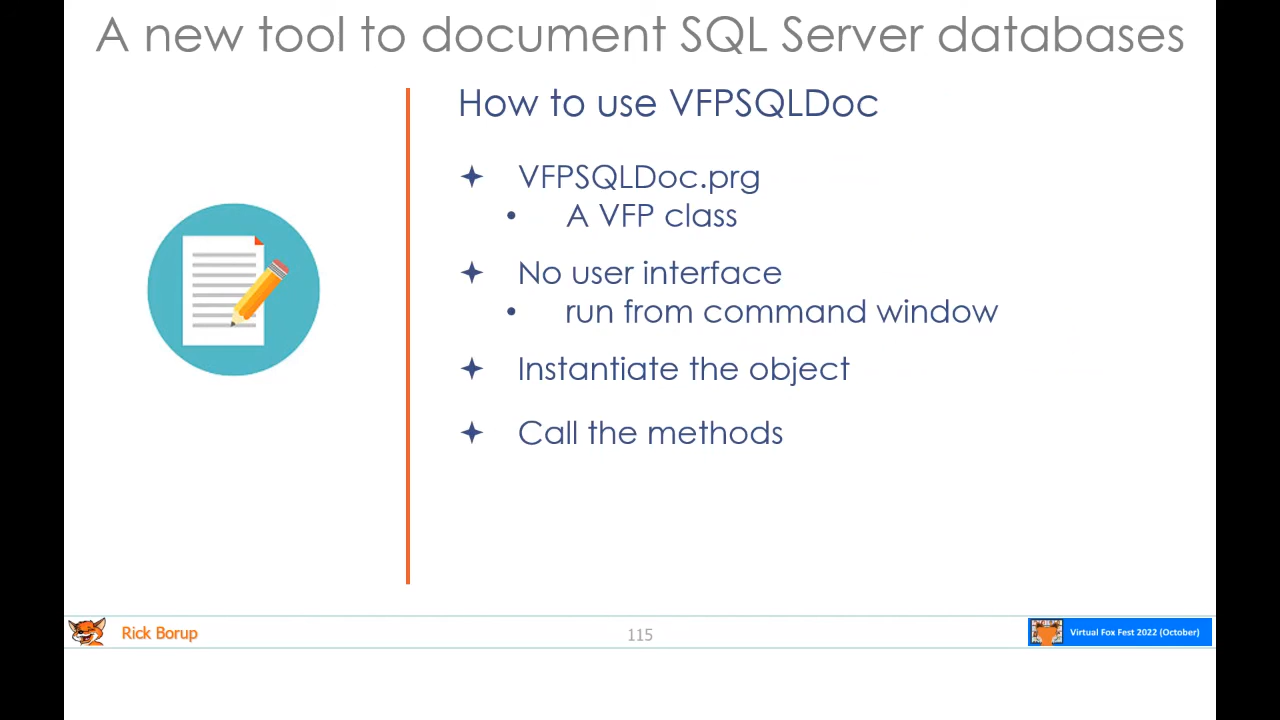 A new tool to document SQL Server databases
How to use VFPSQLDoc
✦ VFPSQLDoc.prg
• A VFP class
✦ No user interface
• run from command window
✦ Instantiate the object
✦ Call the methods
Rick Borup
115
Virtual Fox Fest 2022 (October)